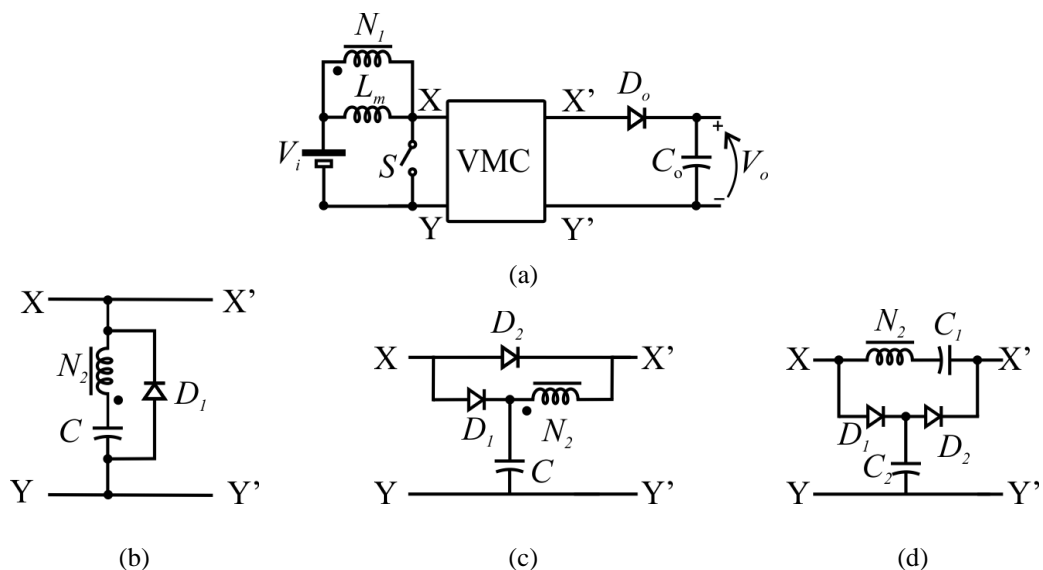 N1
Lm
X
X'
Do
Vi
S
VMC
Co
+
Vo
−
Y
Y'
(a)
X
X'
N2
D1
C
Y
Y'
(b)
D2
X
X'
D1
N2
C
Y
Y'
(c)
N2
C1
X
X'
D1
D2
C2
Y
Y'
(d)